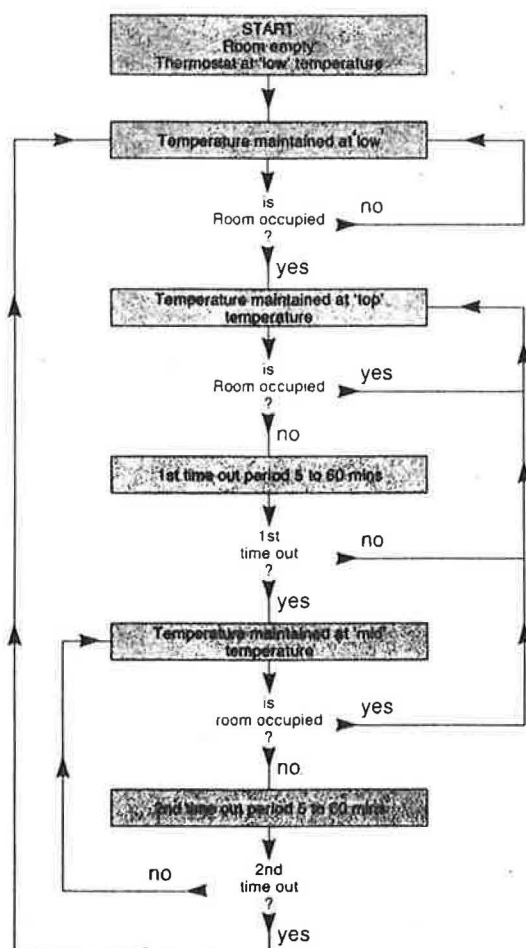 START
Room empty
Thermostat at 'low' temperature
Temperature maintained at 'low'
is
Room occupied
?
no
yes
Temperature maintained at 'top'
temperature
is
Room occupied
?
yes
no
1st time out period 5 to 60 mins
1st
time out
?
no
yes
Temperature maintained at 'mid'
temperature
is
room occupied
?
yes
no
2nd time out period 5 to 60 mins
2nd
time out
?
no
yes